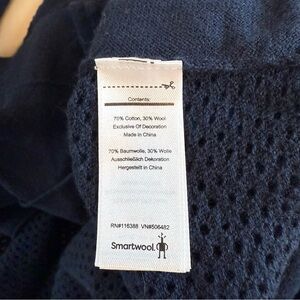 Contents:
70% Cotton, 30% Wool
Exclusive Of Decoration
Made in China
70% Baumwolle, 30% Wolle
Ausschließlich Dekoration
Hergestellt in China
RN#116388 VN#506482
Smartwool